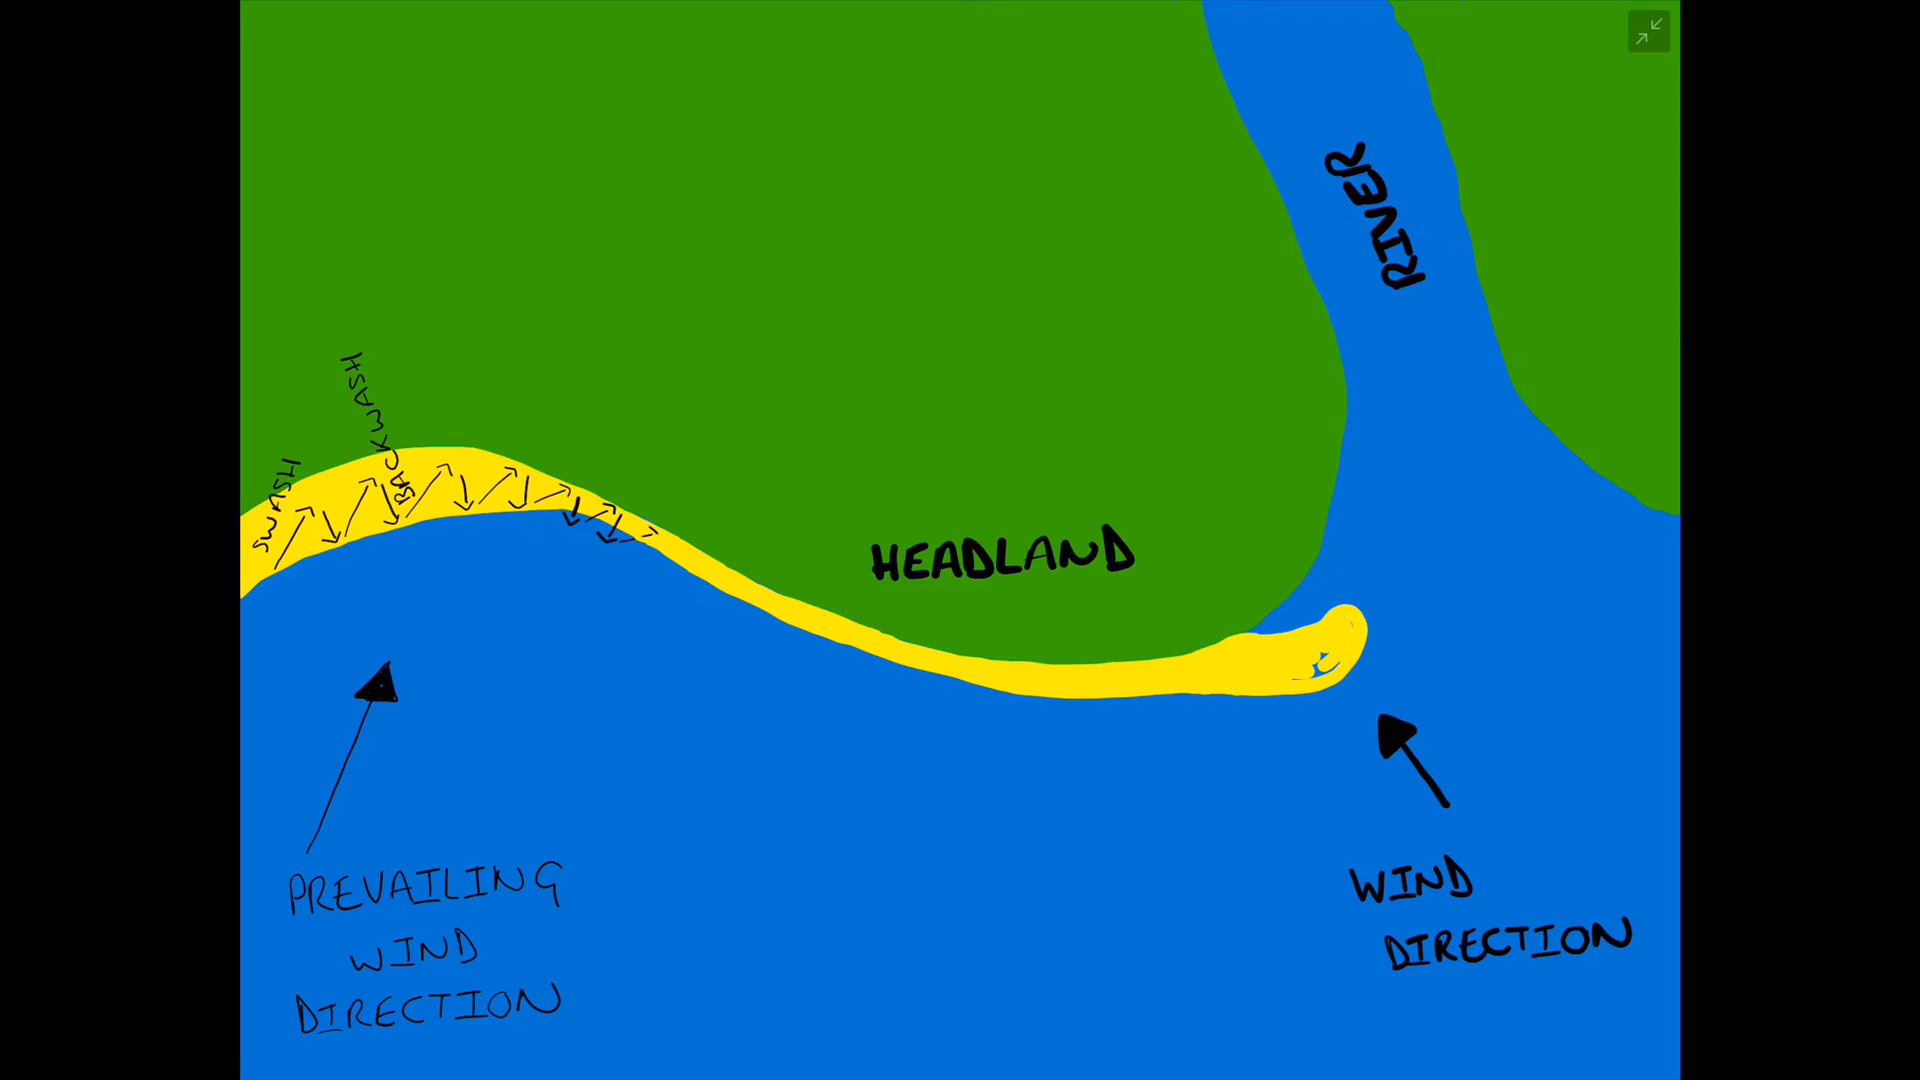 RIVER
BACKWASH
SWASH
HEADLAND
PREVAILING
WIND
DIRECTION
WIND
DIRECTION